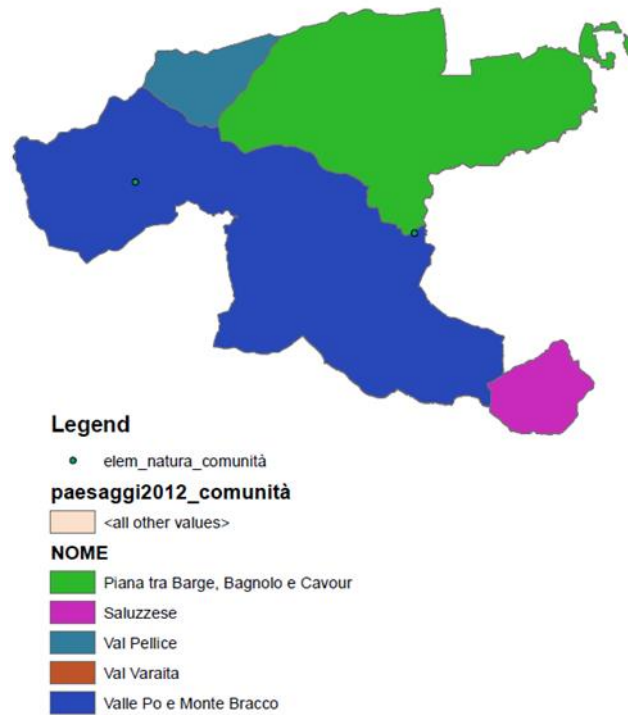 Legend
elem_natura_comunità
paesaggi2012_comunità
<all other values>
NOME
Piana tra Barge, Bagnolo e Cavour
Saluzzese
Val Pellice
Val Varaita
Valle Po e Monte Bracco